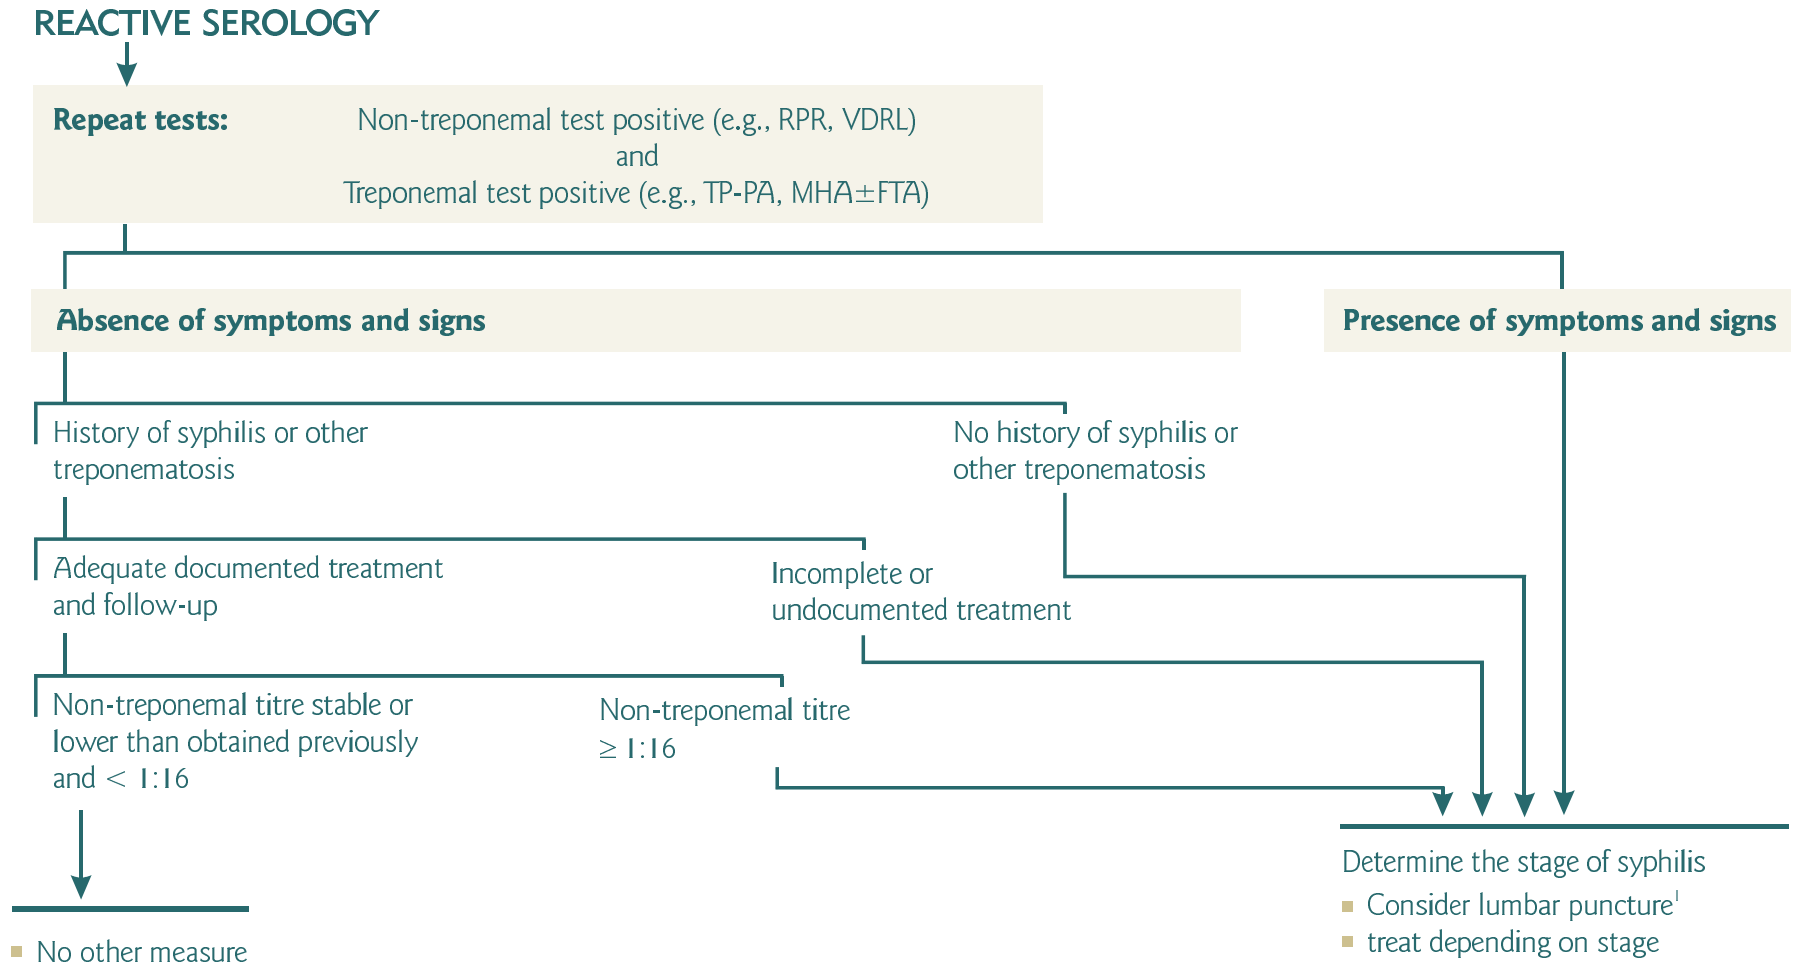 REACTIVE SEROLOGY
Repeat tests:
Non-treponemal test positive (e.g., RPR, VDRL)
and
Treponemal test positive (e.g., TP-PA, MHA±FTA)
Absence of symptoms and signs
Presence of symptoms and signs
History of syphilis or other
treponematosis
No history of syphilis or
other treponematosis
Adequate documented treatment
and follow-up
Incomplete or
undocumented treatment
Non-treponemal titre stable or
lower than obtained previously
and < 1:16
Non-treponemal titre
≥ 1:16
No other measure
Determine the stage of syphilis
Consider lumbar puncture¹
treat depending on stage